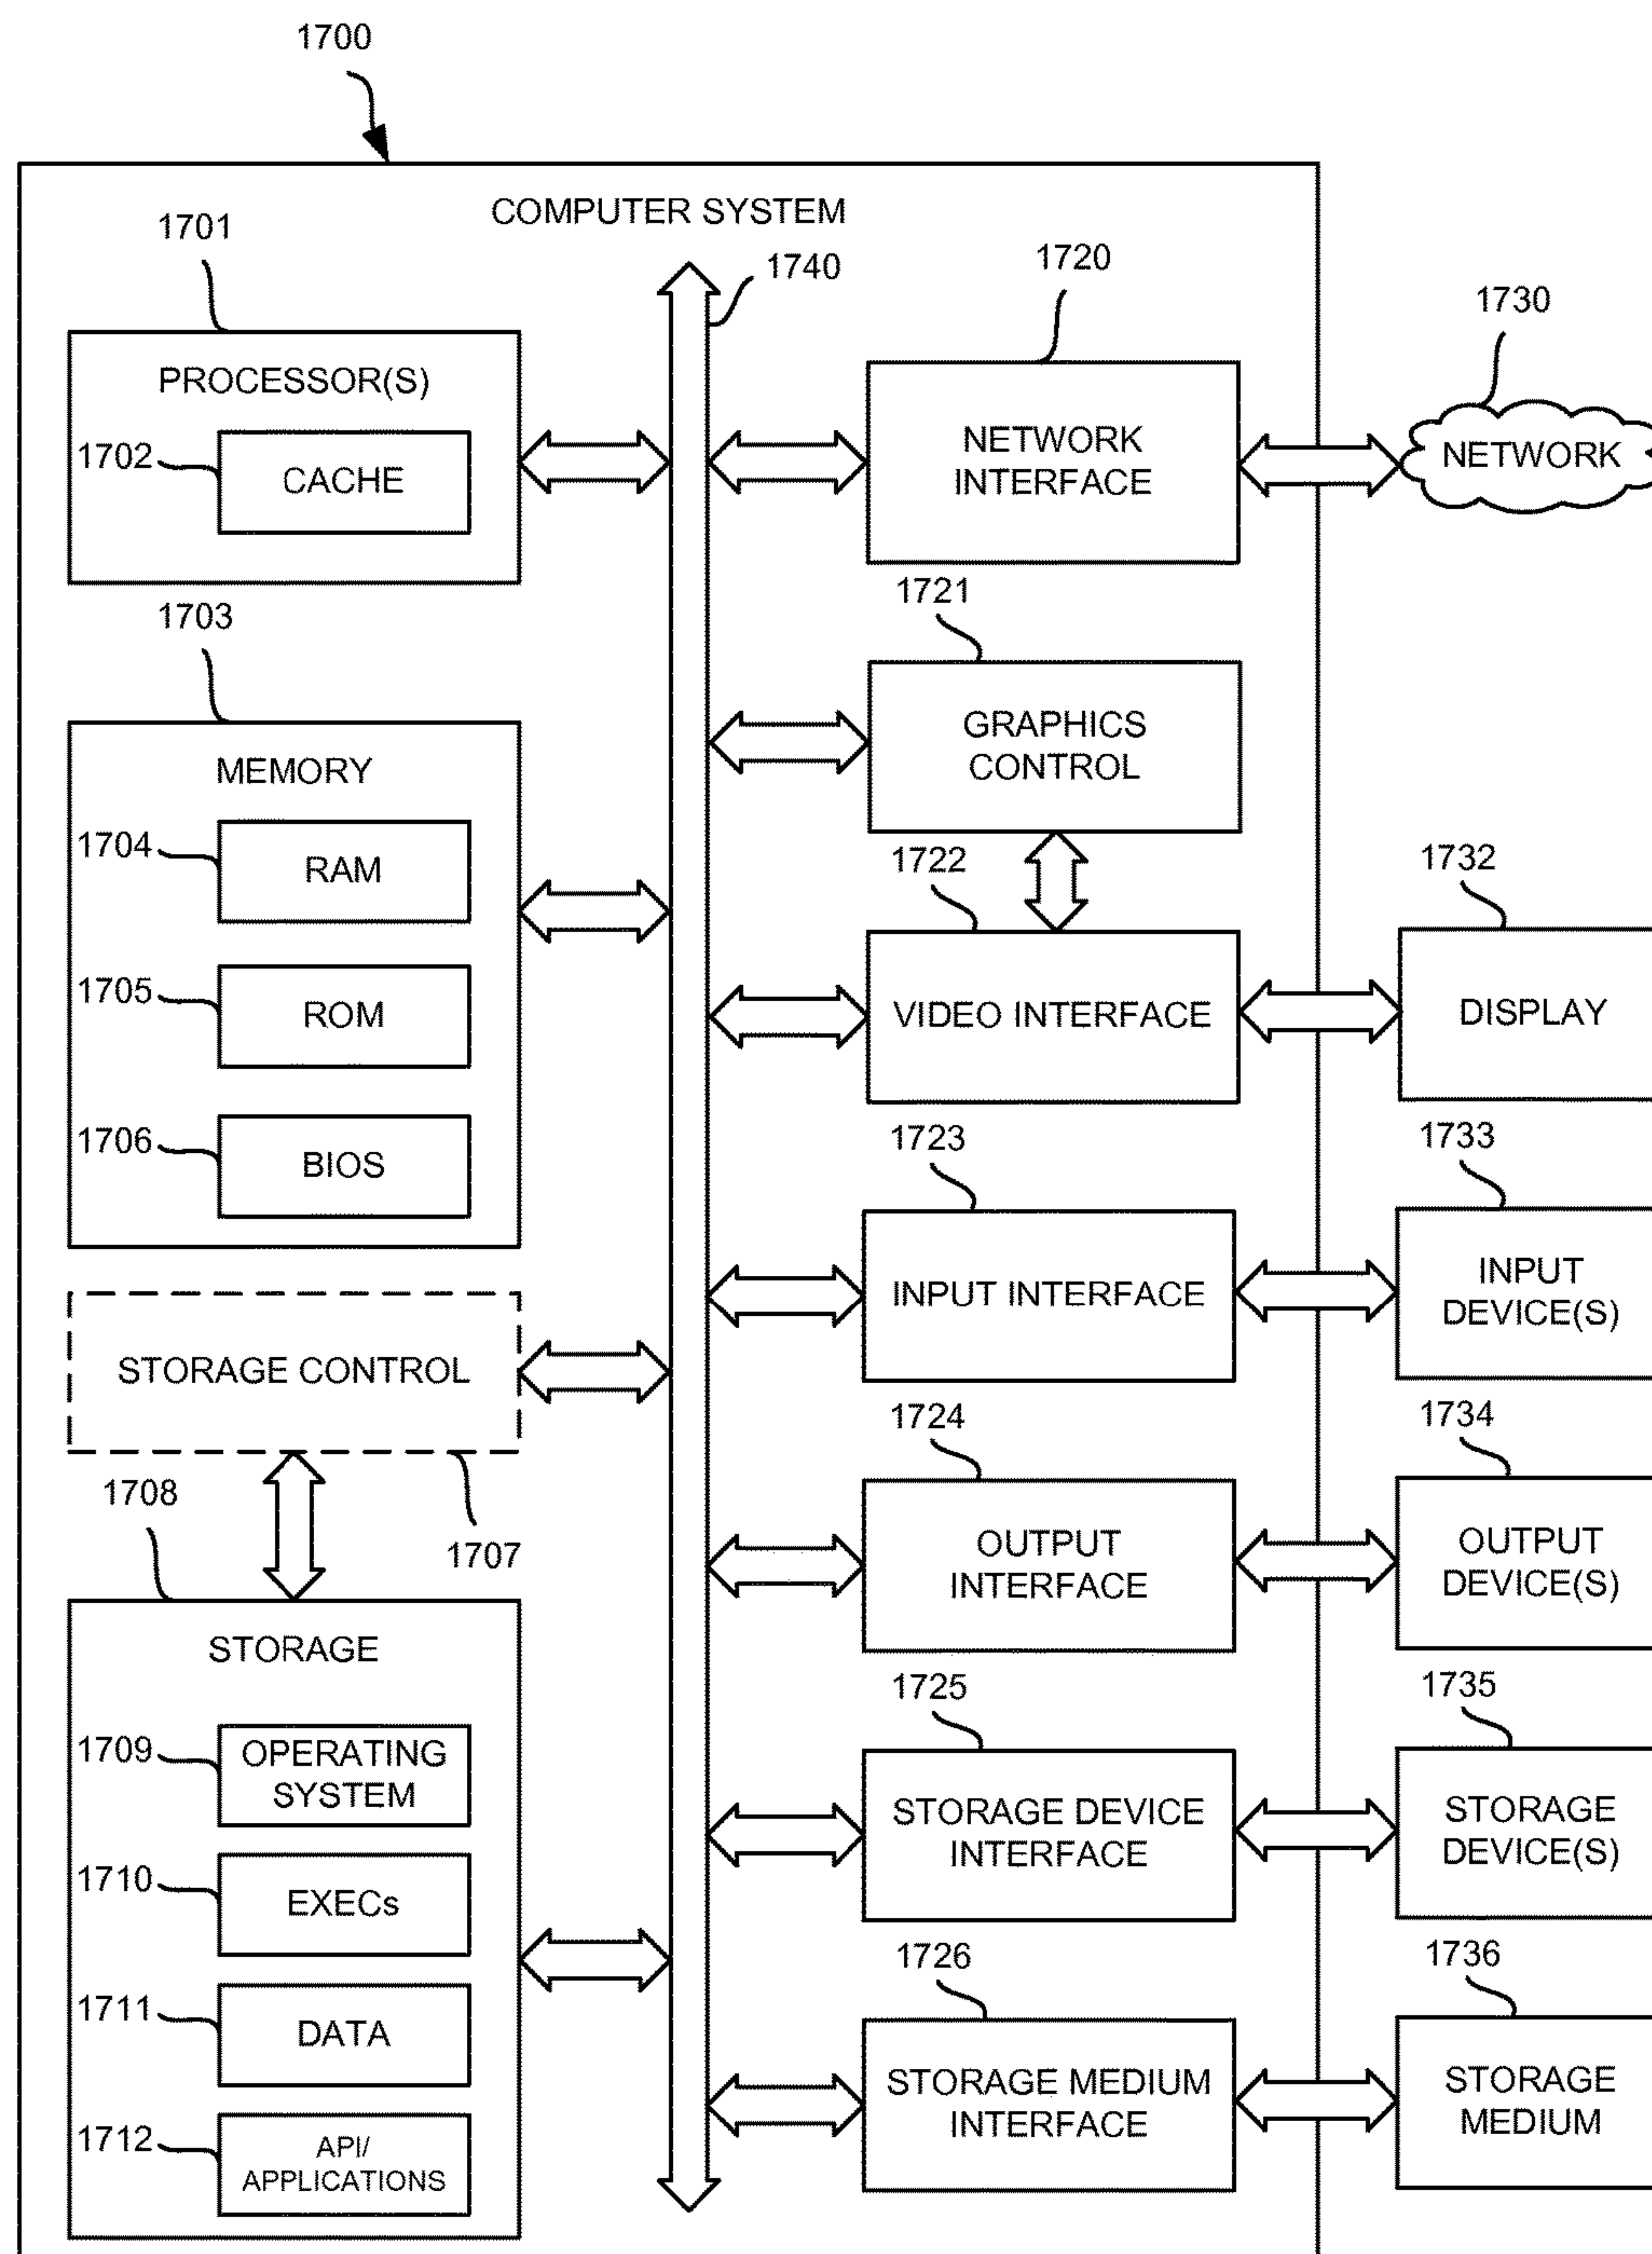 1700
COMPUTER SYSTEM
1701
1740
1720
1730
PROCESSOR(S)
1702
CACHE
NETWORK
INTERFACE
NETWORK
1703
1721
MEMORY
GRAPHICS
CONTROL
1704
RAM
1722
1732
1705
ROM
VIDEO INTERFACE
DISPLAY
1706
BIOS
1723
1733
INPUT INTERFACE
INPUT
DEVICE(S)
STORAGE CONTROL
1707
1724
1734
OUTPUT
INTERFACE
OUTPUT
DEVICE(S)
1708
STORAGE
1725
1735
1709
OPERATING
SYSTEM
STORAGE DEVICE
INTERFACE
STORAGE
DEVICE(S)
1710
EXECs
1726
1736
1711
DATA
STORAGE MEDIUM
INTERFACE
STORAGE
MEDIUM
1712
API/
APPLICATIONS